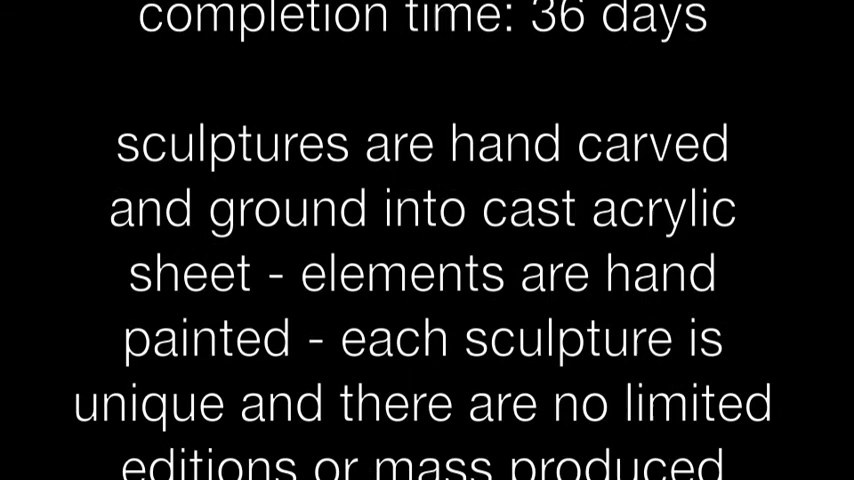 completion time: 36 days
sculptures are hand carved
and ground into cast acrylic
sheet - elements are hand
painted - each sculpture is
unique and there are no limited
editions or mass produced